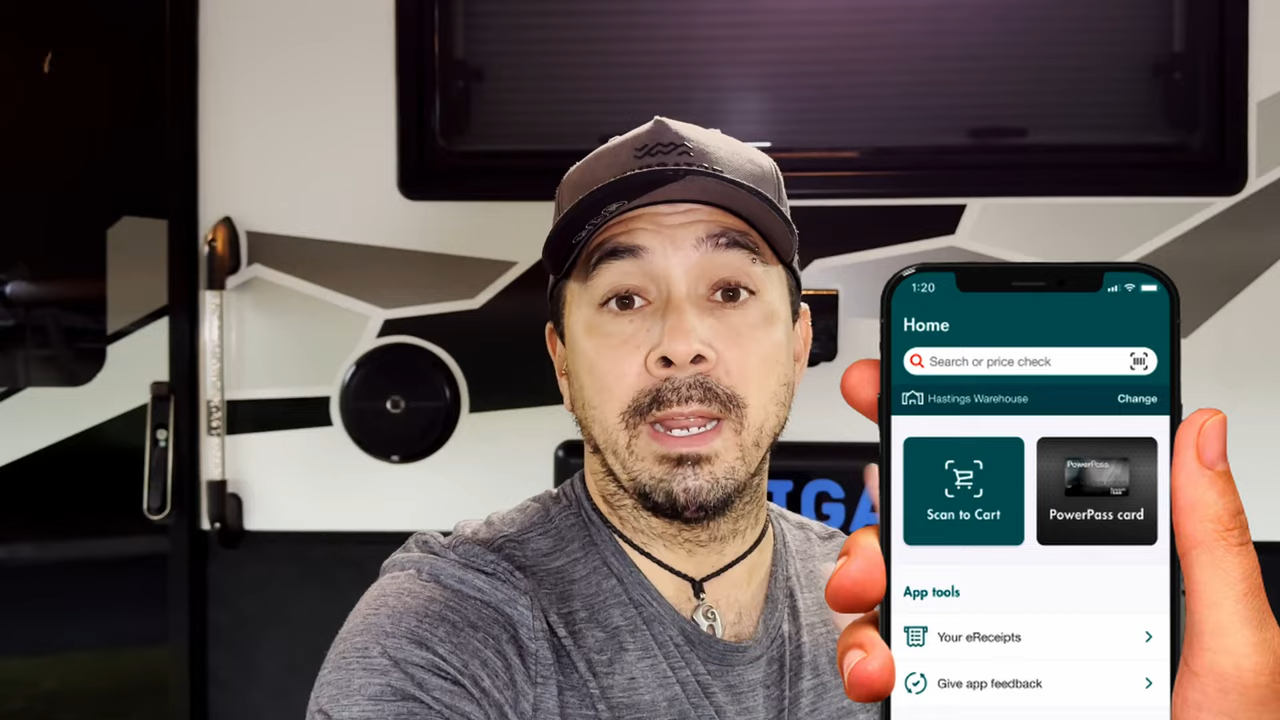 1:20
Home
Search or price check
Hastings Warehouse
Change
PowerPass
Scan to Cart
PowerPass card
App tools
Your eReceipts
Give app feedback